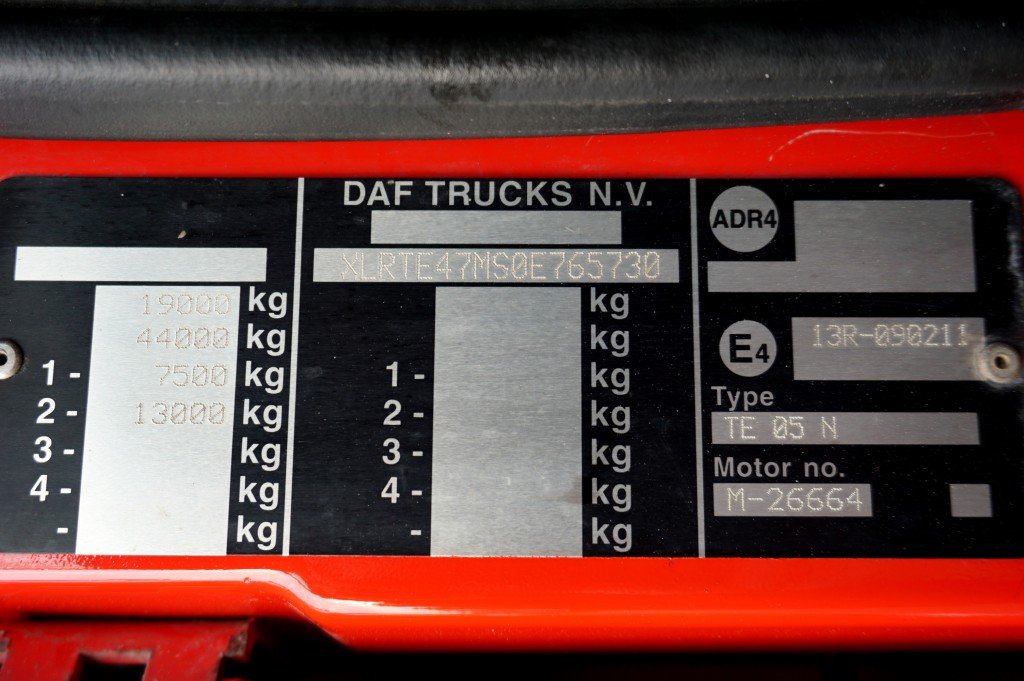 19000 kg
44000 kg
1 - 7500 kg
2 - 13000 kg
3 - kg
4 - kg
- kg
DAF TRUCKS N.V.
XLRTE47MS0E765730
kg
kg
1 - kg
2 - kg
3 - kg
4 - kg
- kg
ADR4
E4 13R-090211
Type
TE 05 N
Motor no.
M-26664